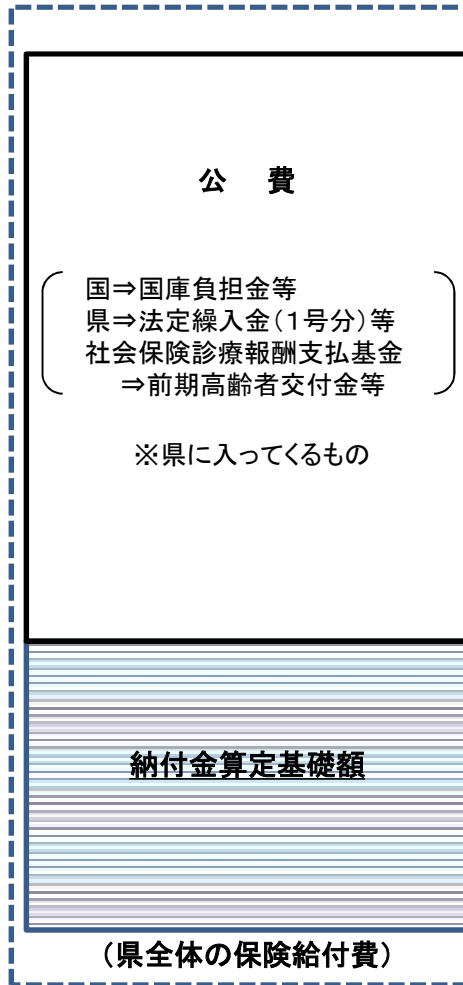 公　費
国⇒国庫負担金等
県⇒法定繰入金(1号分)等
社会保険診療報酬支払基金
⇒前期高齢者交付金等
※県に入ってくるもの
納付金算定基礎額
(県全体の保険給付費)